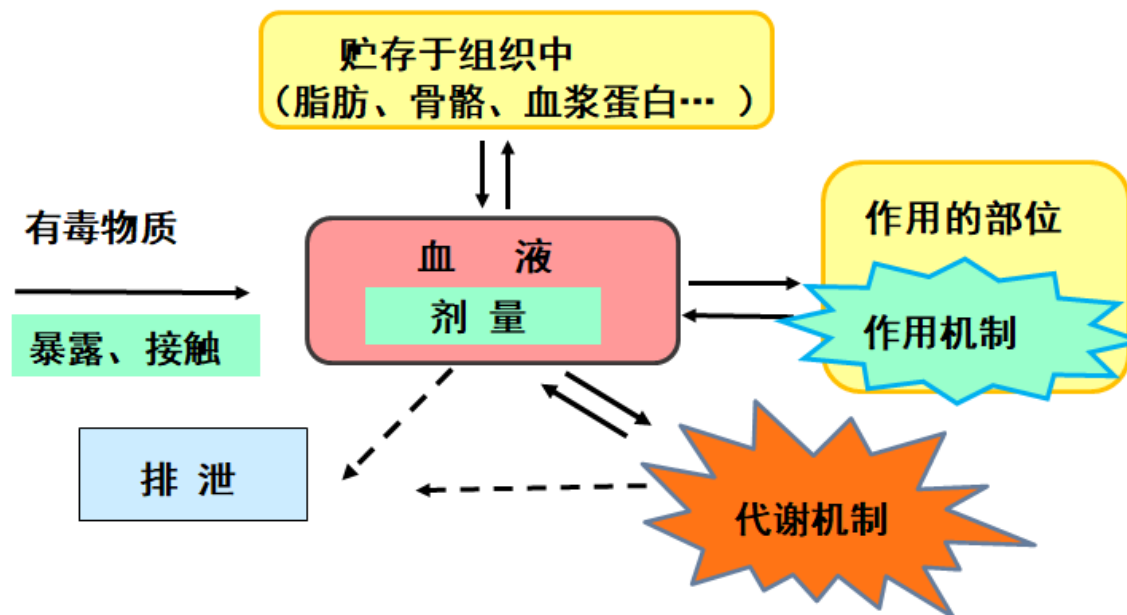 贮存于组织中
（脂肪、骨骼、血浆蛋白… ）
有毒物质
暴露、接触
血 液
剂 量
作用的部位
作用机制
排 泄
代谢机制